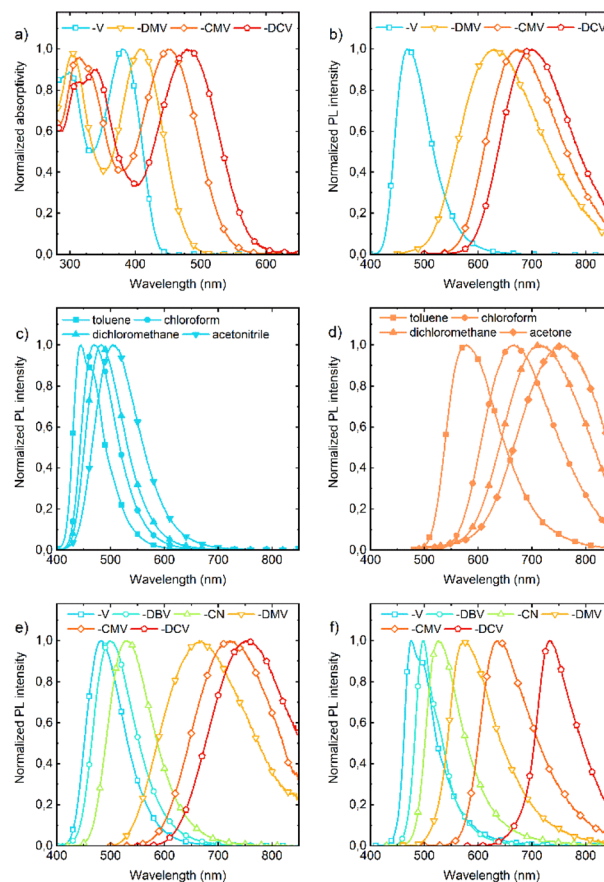 a)
-V -DMV -CMV -DCV
Normalized absorptivity
1,0
0,8
0,6
0,4
0,2
0,0
300 400 500 600
Wavelength (nm)
b)
-V -DMV -CMV -DCV
Normalized PL intensity
1,0
0,8
0,6
0,4
0,2
0,0
400 500 600 700 800
Wavelength (nm)
c)
toluene chloroform
dichloromethane acetonitrile
Normalized PL intensity
1,0
0,8
0,6
0,4
0,2
0,0
400 500 600 700 800
Wavelength (nm)
d)
toluene chloroform
dichloromethane acetone
Normalized PL intensity
1,0
0,8
0,6
0,4
0,2
0,0
400 500 600 700 800
Wavelength (nm)
e)
-V -DBV -CN -DMV
-CMV -DCV
Normalized PL intensity
1,0
0,8
0,6
0,4
0,2
0,0
400 500 600 700 800
Wavelength (nm)
f)
-V -DBV -CN -DMV
-CMV -DCV
Normalized PL intensity
1,0
0,8
0,6
0,4
0,2
0,0
400 500 600 700 800
Wavelength (nm)